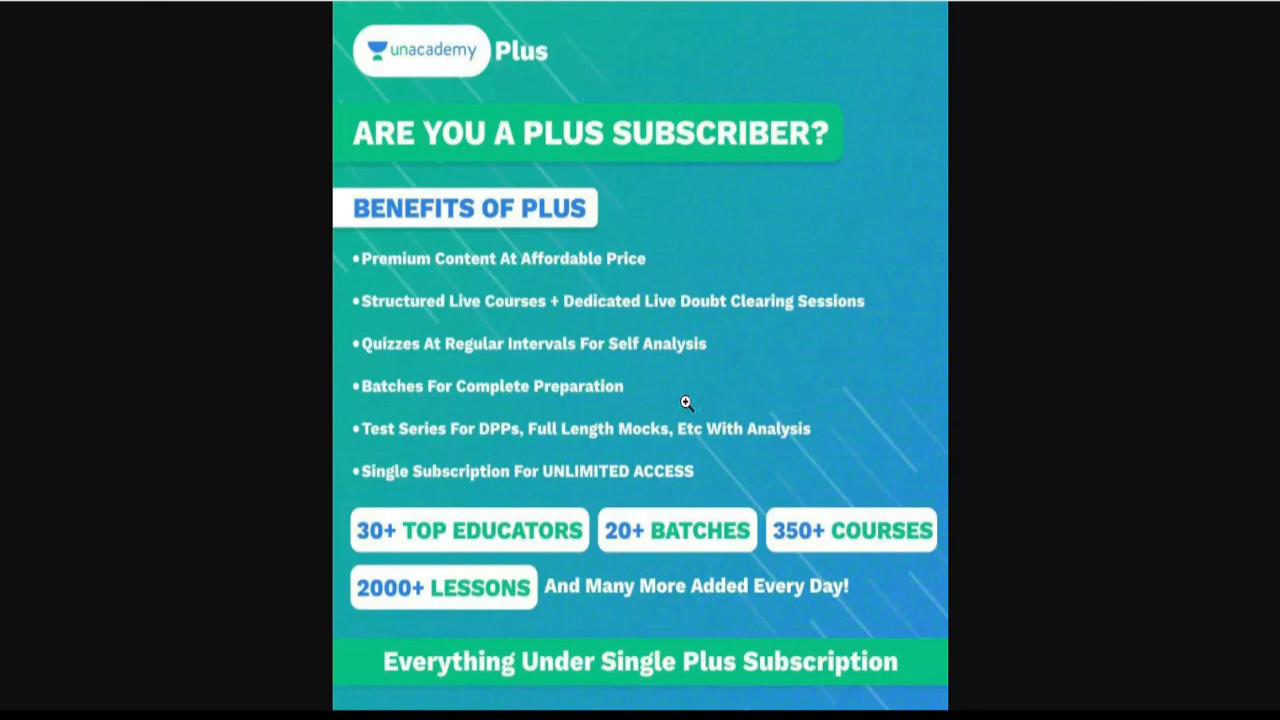 unacademy Plus
ARE YOU A PLUS SUBSCRIBER?
BENEFITS OF PLUS
•Premium Content At Affordable Price
•Structured Live Courses + Dedicated Live Doubt Clearing Sessions
•Quizzes At Regular Intervals For Self Analysis
•Batches For Complete Preparation
•Test Series For DPPs, Full Length Mocks, Etc With Analysis
•Single Subscription For UNLIMITED ACCESS
30+ TOP EDUCATORS 20+ BATCHES 350+ COURSES
2000+ LESSONS And Many More Added Every Day!
Everything Under Single Plus Subscription